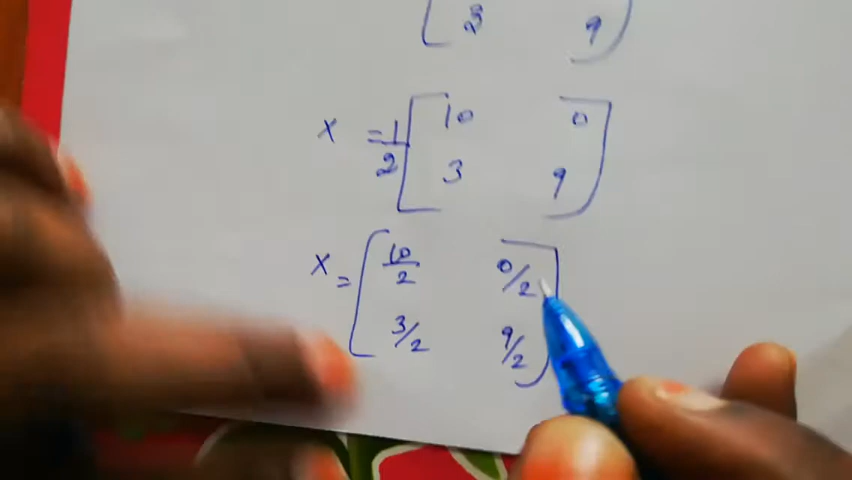 3 9
X = 1/2 [ 10 0
3 9 ]
X = [ 10/2 0/2
3/2 9/2 ]